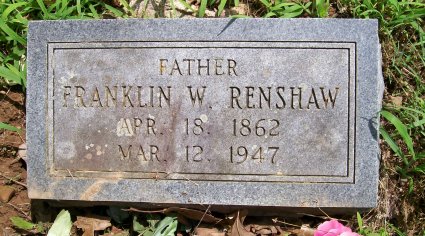 FATHER
FRANKLIN W. RENSHAW
APR. 18. 1862
MAR. 12. 1947